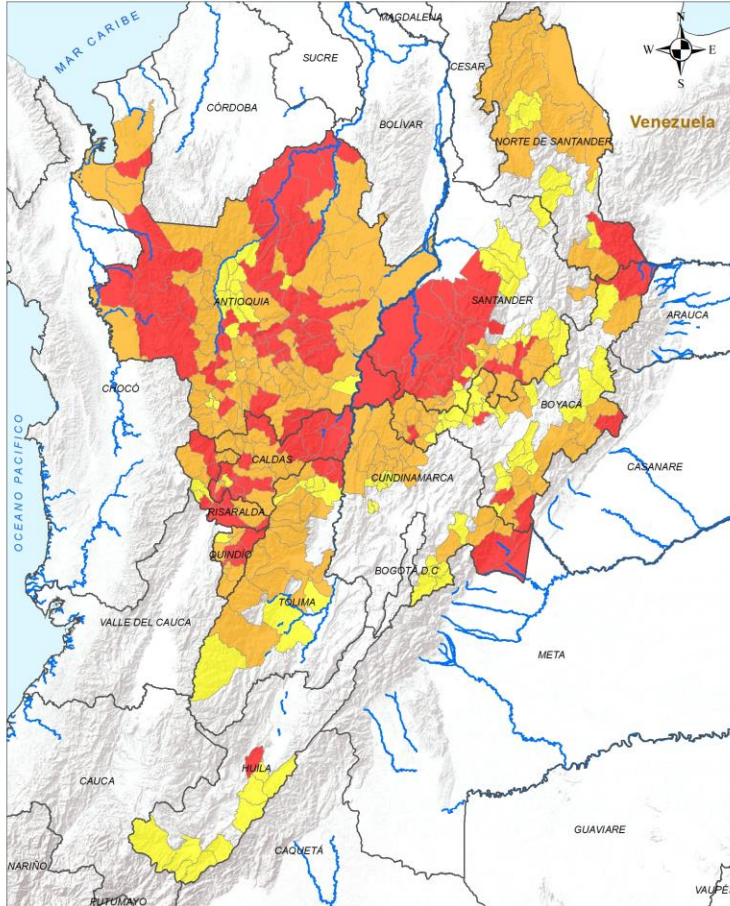 MAGDALENA
N
MAR CARIBE
SUCRE
CESAR
W
E
S
CÓRDOBA
BOLÍVAR
Venezuela
NORTE DE SANTANDER
ANTIOQUIA
SANTANDER
ARAUCA
CHOCÓ
BOYACÁ
OCEANO PACIFICO
CALDAS
CUNDINAMARCA
CASANARE
RISARALDA
QUINDÍO
BOGOTÁ D.C
TOLIMA
VALLE DEL CAUCA
META
HUILA
CAUCA
GUAVIARE
CAQUETÁ
NARIÑO
PUTUMAYO
VAUPÉ